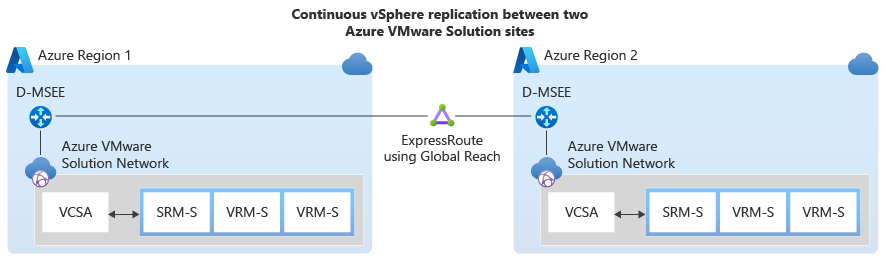 Continuous vSphere replication between two
Azure VMware Solution sites
Azure Region 1
D-MSEE
Azure VMware
Solution Network
VCSA
SRM-S
VRM-S
VRM-S
ExpressRoute
using Global Reach
Azure Region 2
D-MSEE
Azure VMware
Solution Network
VCSA
SRM-S
VRM-S
VRM-S